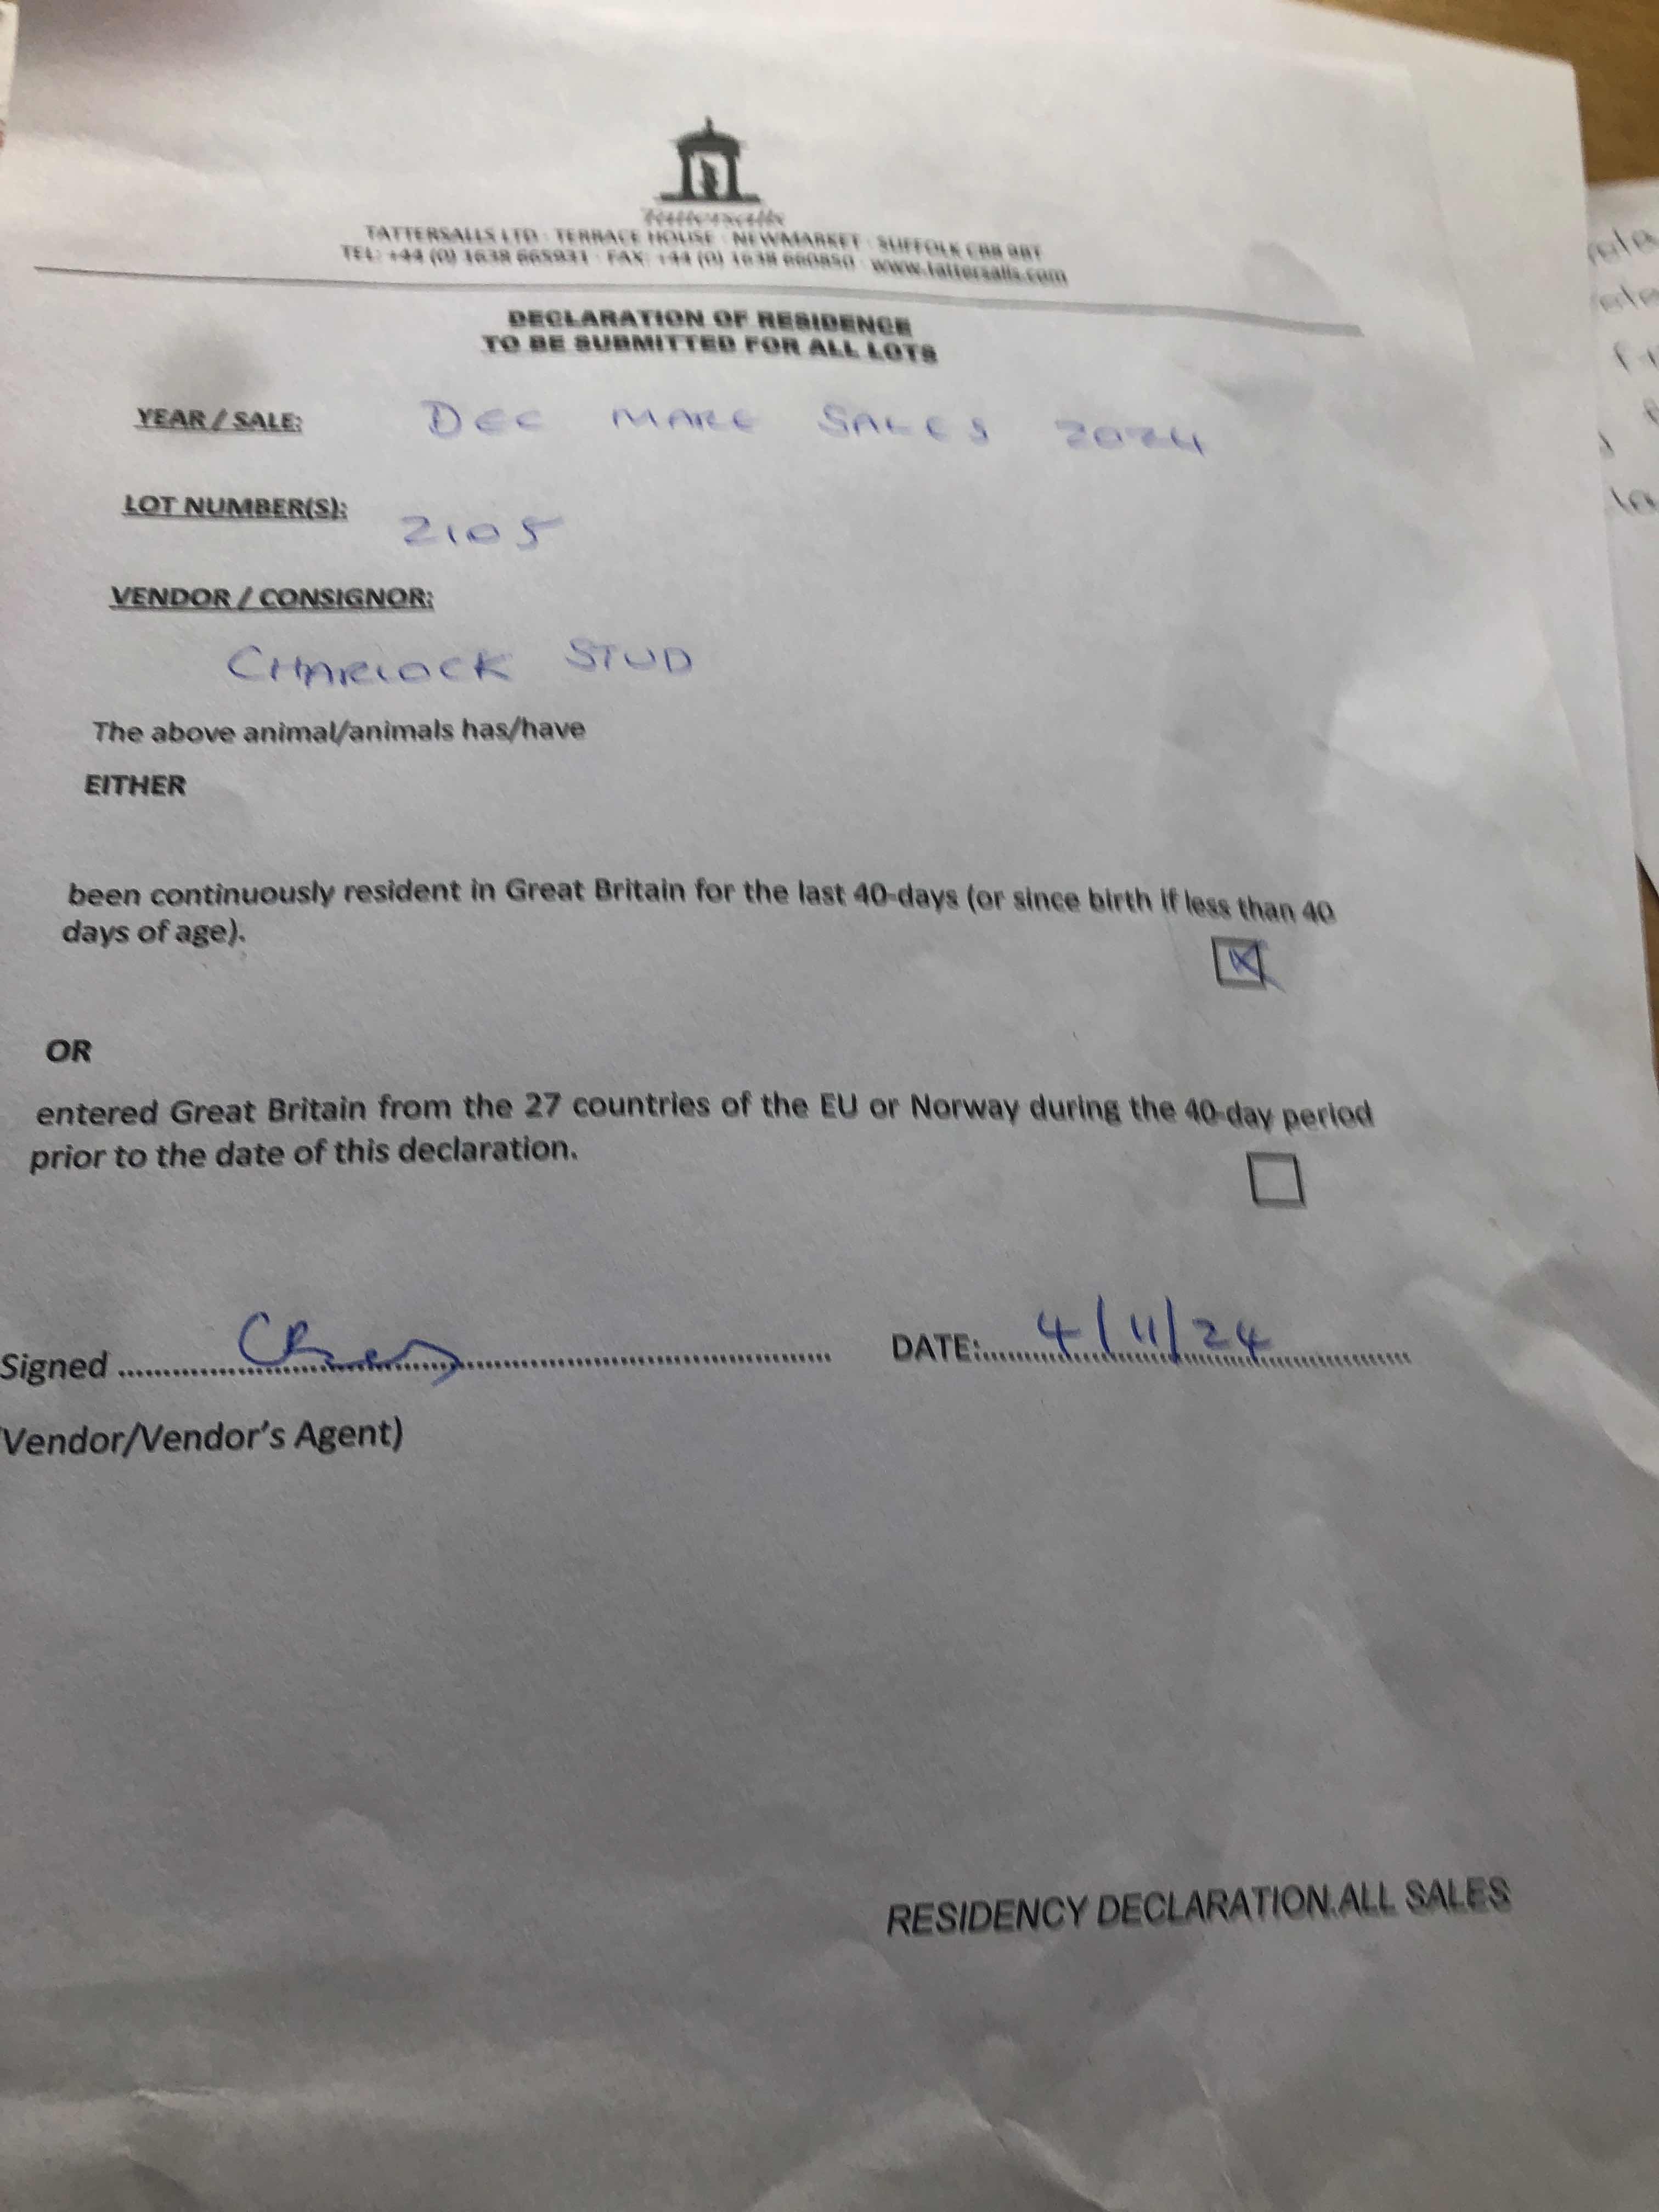 Tattersalls
TATTERSALLS LTD · TERRACE HOUSE · NEWMARKET · SUFFOLK CB8 9BT
TEL: +44 (0) 1638 665931 · FAX: +44 (0) 1638 660850 · www.tattersalls.com
DECLARATION OF RESIDENCE
TO BE SUBMITTED FOR ALL LOTS
YEAR / SALE: DEC MARE SALES 2024
LOT NUMBER(S): 2105
VENDOR / CONSIGNOR:
CHARLOCK STUD
The above animal/animals has/have
EITHER
been continuously resident in Great Britain for the last 40-days (or since birth if less than 40
days of age).
OR
entered Great Britain from the 27 countries of the EU or Norway during the 40-day period
prior to the date of this declaration.
Signed DATE: 4/11/24
Vendor/Vendor's Agent)
RESIDENCY DECLARATION.ALL SALES